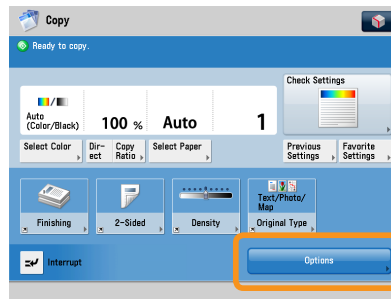 Copy
Ready to copy.
Check Settings
Auto
(Color/Black)
100 %
Auto
1
Select Color
Dir-
ect
Copy
Ratio
Select Paper
Previous
Settings
Favorite
Settings
Text/Photo/
Map
Finishing
2-Sided
Density
Original Type
Interrupt
Options